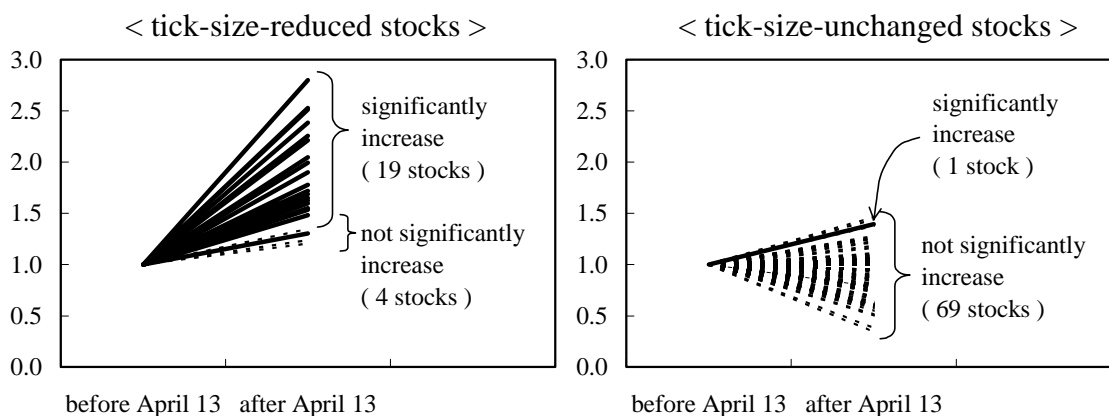 < tick-size-reduced stocks >
3.0
2.5
2.0
1.5
1.0
0.5
0.0
significantly
increase
( 19 stocks )
not significantly
increase
( 4 stocks )
before April 13 after April 13
< tick-size-unchanged stocks >
3.0
2.5
2.0
1.5
1.0
0.5
0.0
significantly
increase
( 1 stock )
not significantly
increase
( 69 stocks )
before April 13 after April 13